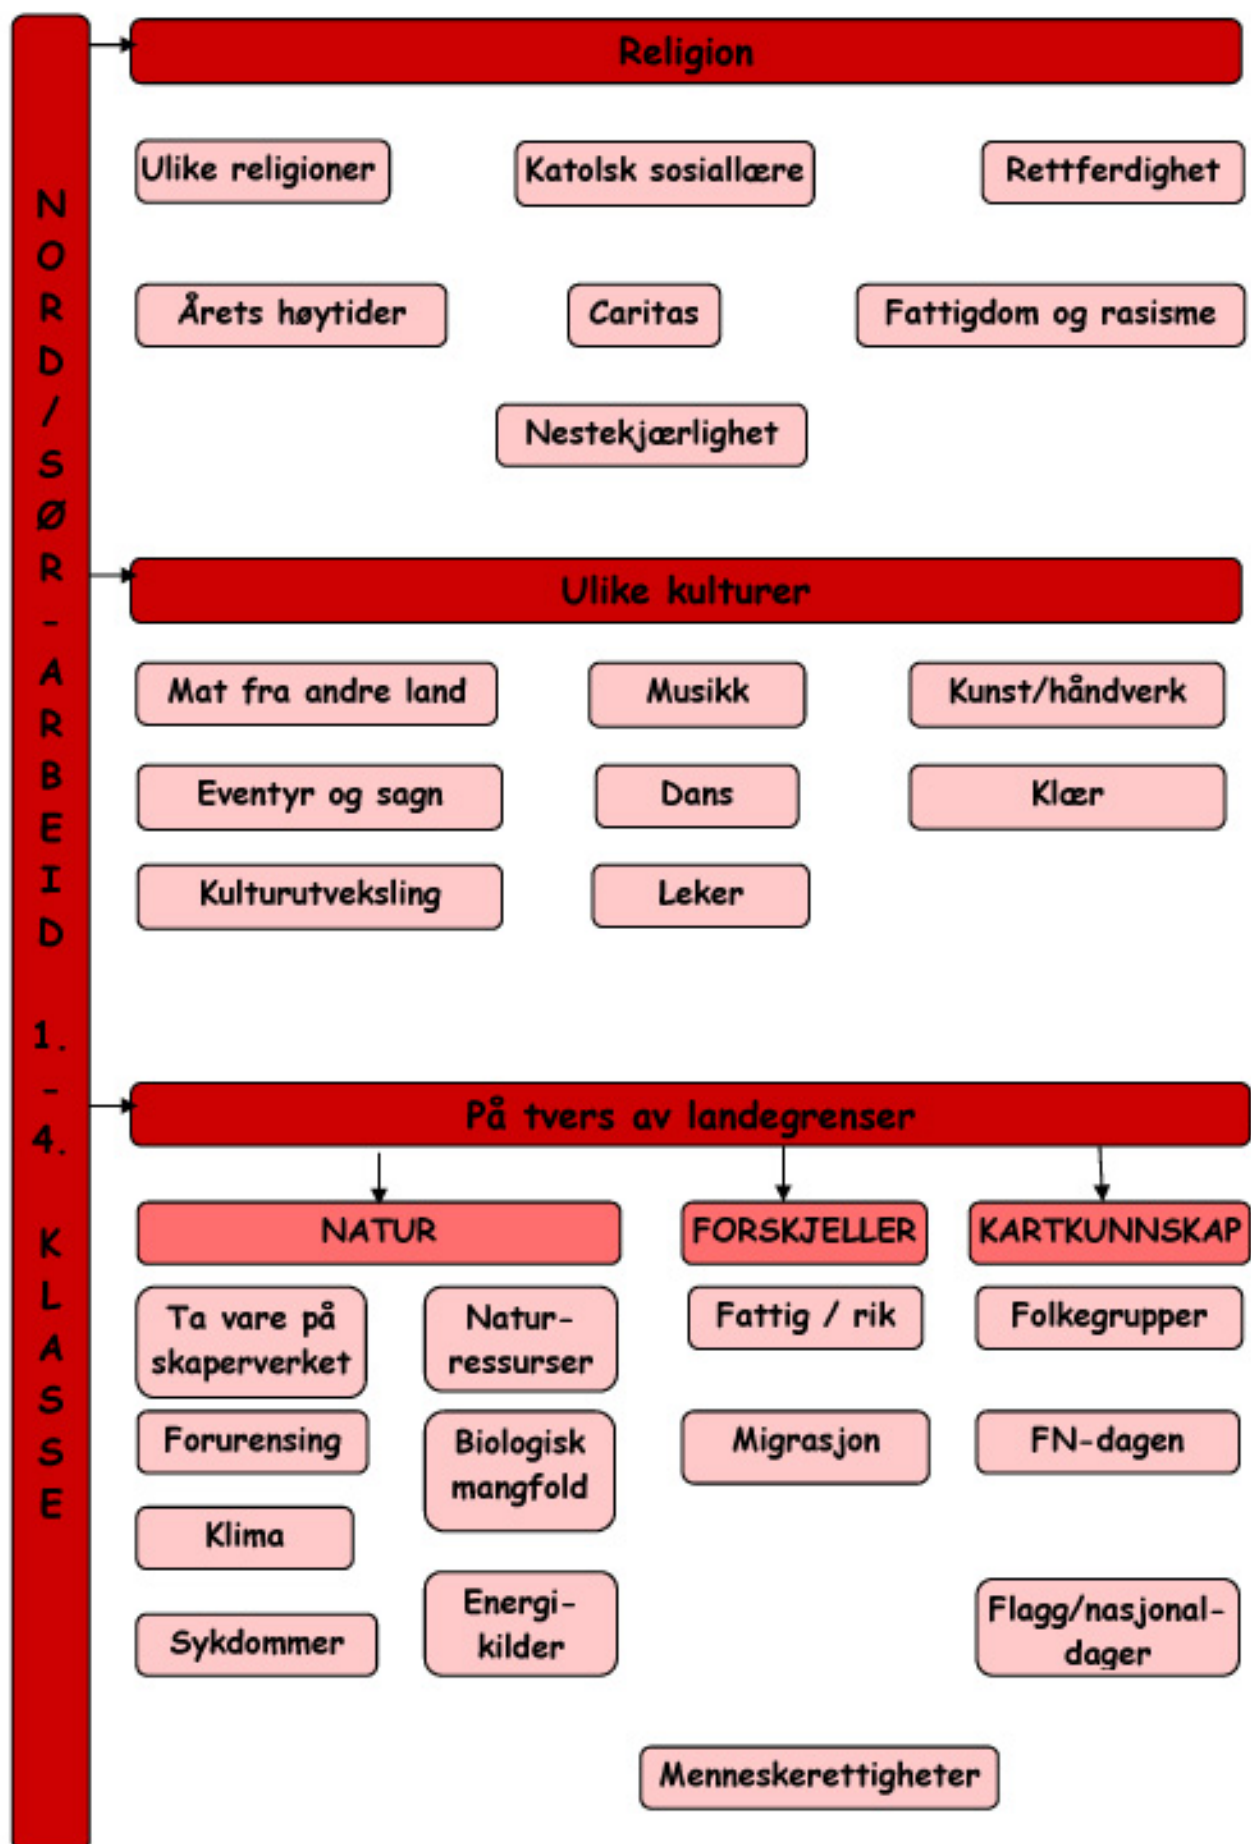 NORD/SØR-ARBEID 1.-4. KLASSE
Religion
Ulike religioner
Katolsk sosiallære
Rettferdighet
Årets høytider
Caritas
Fattigdom og rasisme
Nestekjærlighet
Ulike kulturer
Mat fra andre land
Musikk
Kunst/håndverk
Eventyr og sagn
Dans
Klær
Kulturutveksling
Leker
På tvers av landegrenser
NATUR
FORSKJELLER
KARTKUNNSKAP
Ta vare på
skaperverket
Natur-
ressurser
Fattig / rik
Folkegrupper
Forurensing
Biologisk
mangfold
Migrasjon
FN-dagen
Klima
Energi-
kilder
Flagg/nasjonal-
dager
Sykdommer
Menneskerettigheter